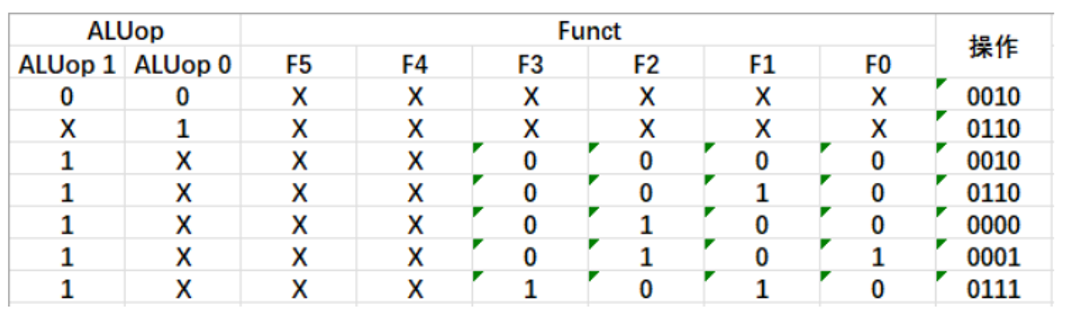 ALUop Funct 操作
ALUop 1 ALUop 0 F5 F4 F3 F2 F1 F0
0 0 X X X X X X 0010
X 1 X X X X X X 0110
1 X X X 0 0 0 0 0010
1 X X X 0 0 1 0 0110
1 X X X 0 1 0 0 0000
1 X X X 0 1 0 1 0001
1 X X X 1 0 1 0 0111